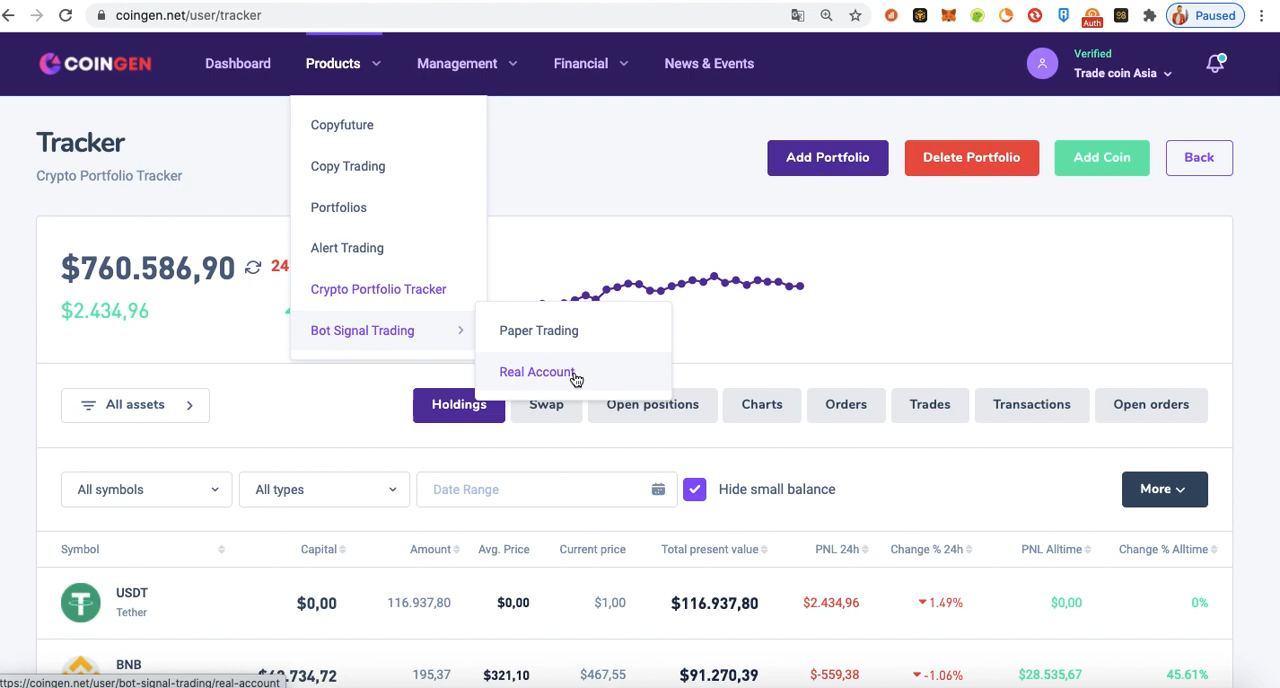 coingen.net/user/tracker
Auth
Paused
COINGEN
Dashboard
Products
Management
Financial
News & Events
Verified
Trade coin Asia
Copyfuture
Copy Trading
Portfolios
Alert Trading
Crypto Portfolio Tracker
Bot Signal Trading
Paper Trading
Real Account
Tracker
Crypto Portfolio Tracker
Add Portfolio
Delete Portfolio
Add Coin
Back
$760.586,90
24
$2.434,96
All assets
Holdings
Swap
Open positions
Charts
Orders
Trades
Transactions
Open orders
All symbols
All types
Date Range
Hide small balance
More
Symbol Capital Amount Avg. Price Current price Total present value PNL 24h Change % 24h PNL Alltime Change % Alltime
USDT
Tether
$0,00 116.937,80 $0,00 $1,00 $116.937,80 $2.434,96 1.49% $0,00 0%
BNB
.734,72 195,37 $321,10 $467,55 $91.270,39 $-559,38 -1.06% $28.535,67 45.61%
ttps://coingen.net/user/bot-signal-trading/real-account